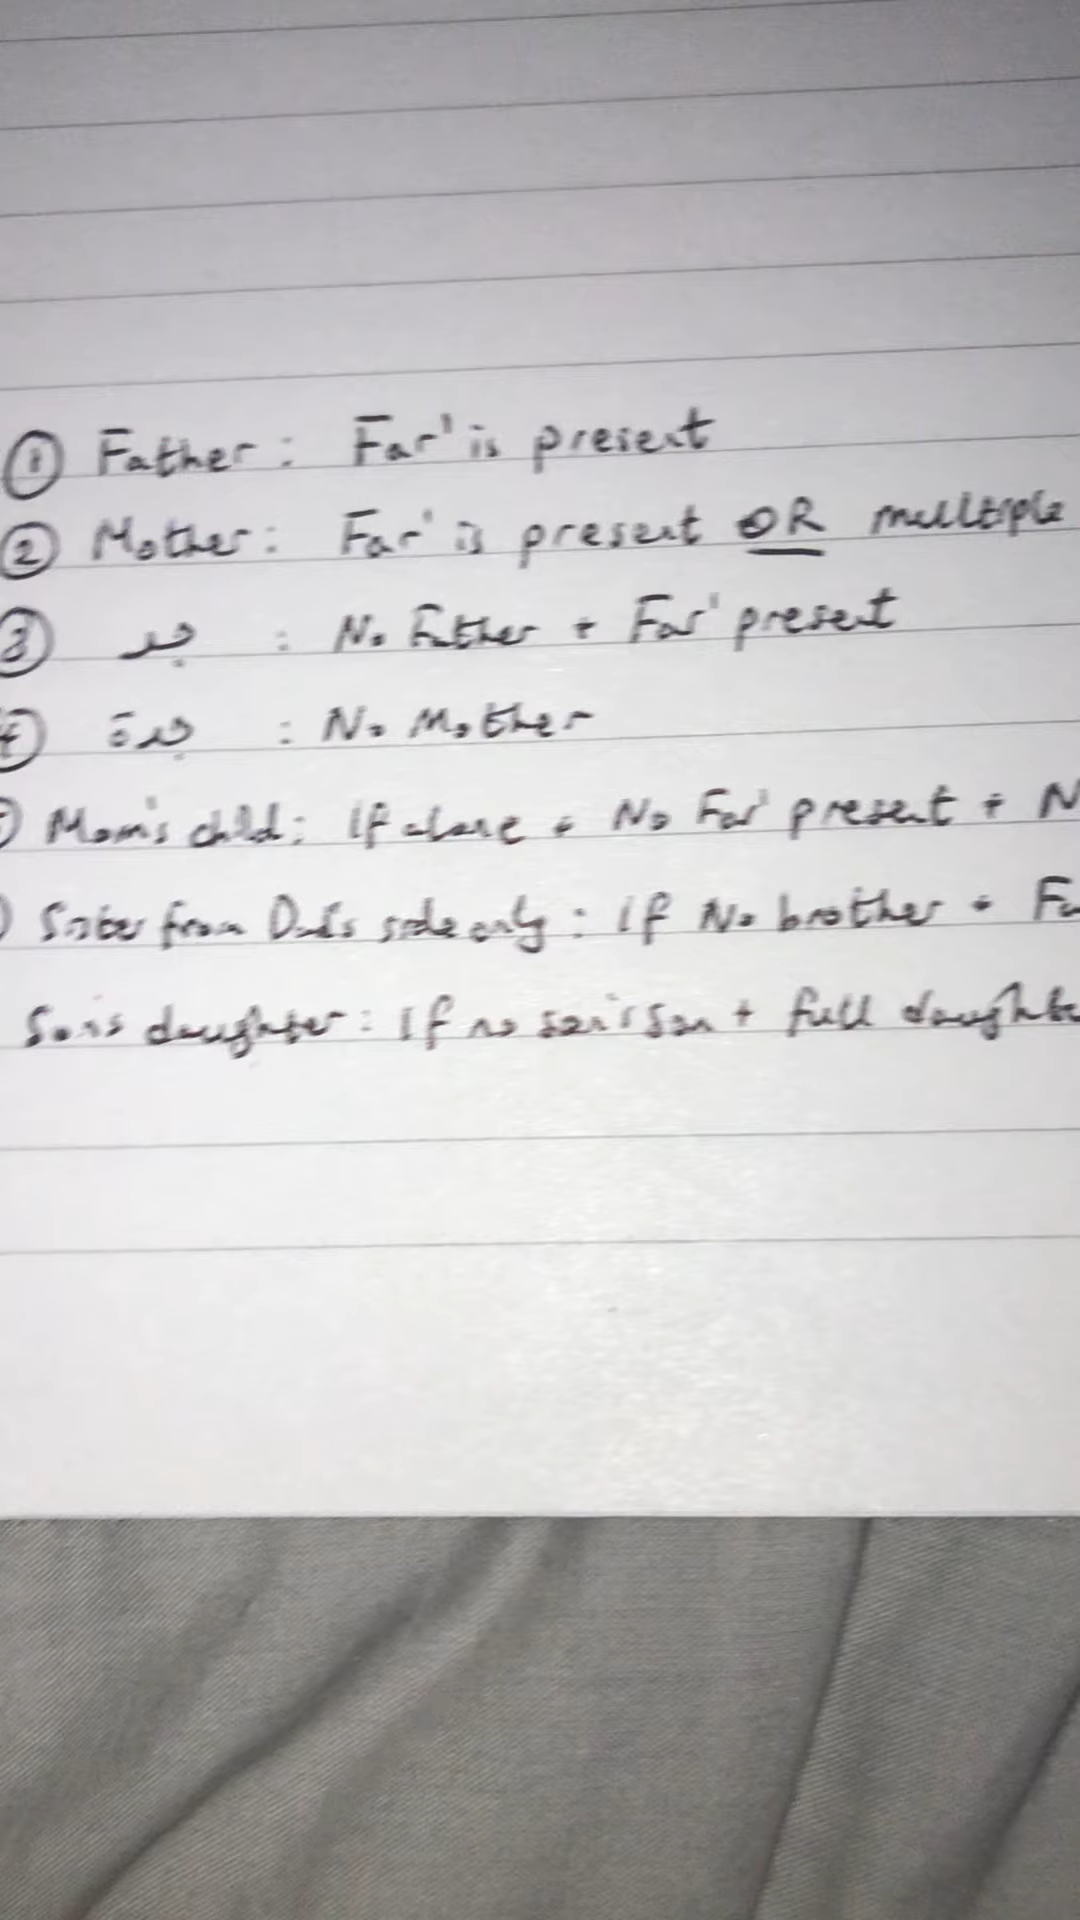 ① Father: Far' is present
② Mother: Far' is present OR multiple
③ جد : No Father + Far' present
④ جدة : No Mother
Mom's child: if alone + No Far' present + N
Sister from Dad's side only: if No brother + Fu
Son's daughter: if no son's son + full daughte